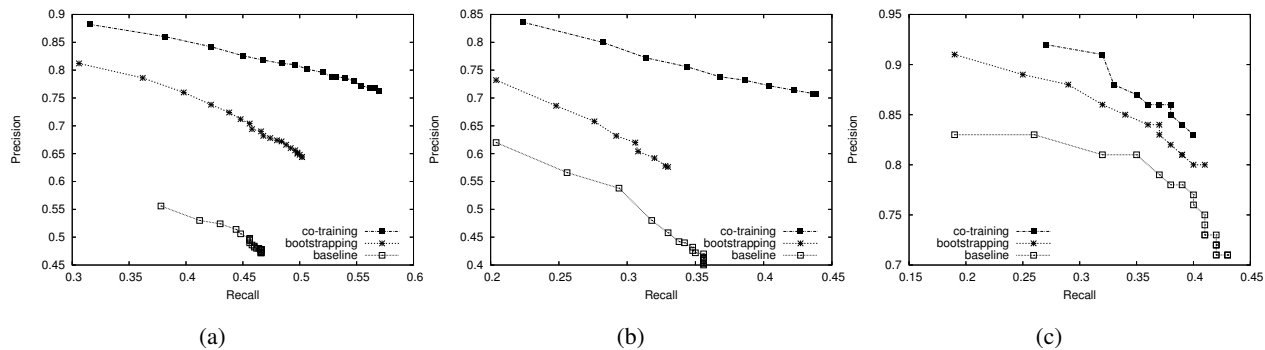 0.9
0.85
0.8
0.75
0.7
0.65
0.6
0.55
0.5
0.45
Precision
0.3 0.35 0.4 0.45 0.5 0.55 0.6
Recall
co-training
bootstrapping
baseline
(a)
0.85
0.8
0.75
0.7
0.65
0.6
0.55
0.5
0.45
0.4
Precision
0.2 0.25 0.3 0.35 0.4 0.45
Recall
co-training
bootstrapping
baseline
(b)
0.95
0.9
0.85
0.8
0.75
0.7
Precision
0.15 0.2 0.25 0.3 0.35 0.4 0.45
Recall
co-training
bootstrapping
baseline
(c)